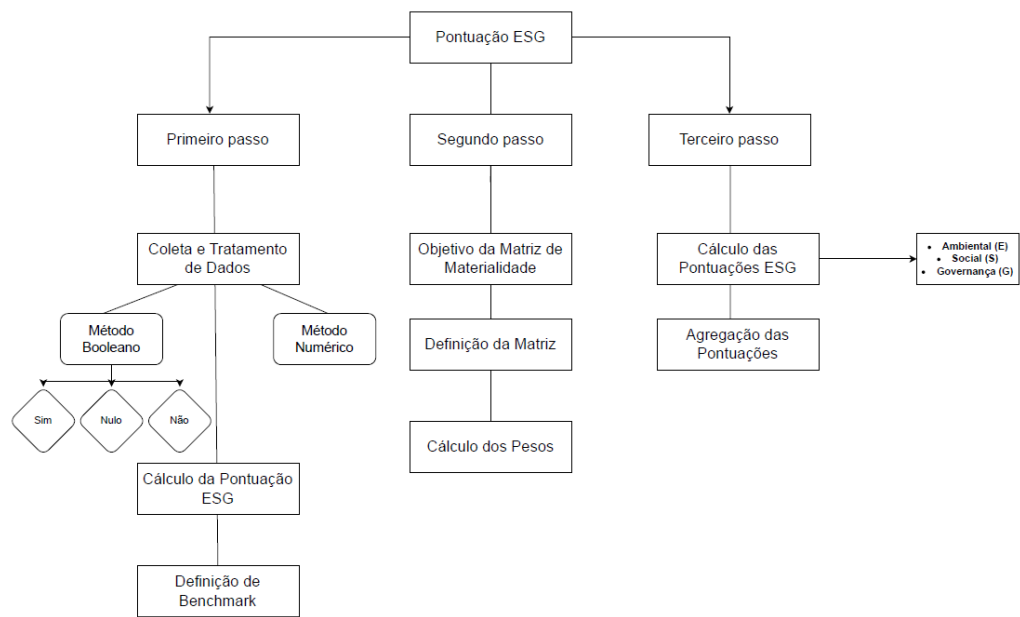 Pontuação ESG
Primeiro passo
Segundo passo
Terceiro passo
Coleta e Tratamento
de Dados
Objetivo da Matriz de
Materialidade
Cálculo das
Pontuações ESG
• Ambiental (E)
• Social (S)
• Governança (G)
Método
Booleano
Método
Numérico
Definição da Matriz
Agregação das
Pontuações
Sim
Nulo
Não
Cálculo dos Pesos
Cálculo da Pontuação
ESG
Definição de
Benchmark